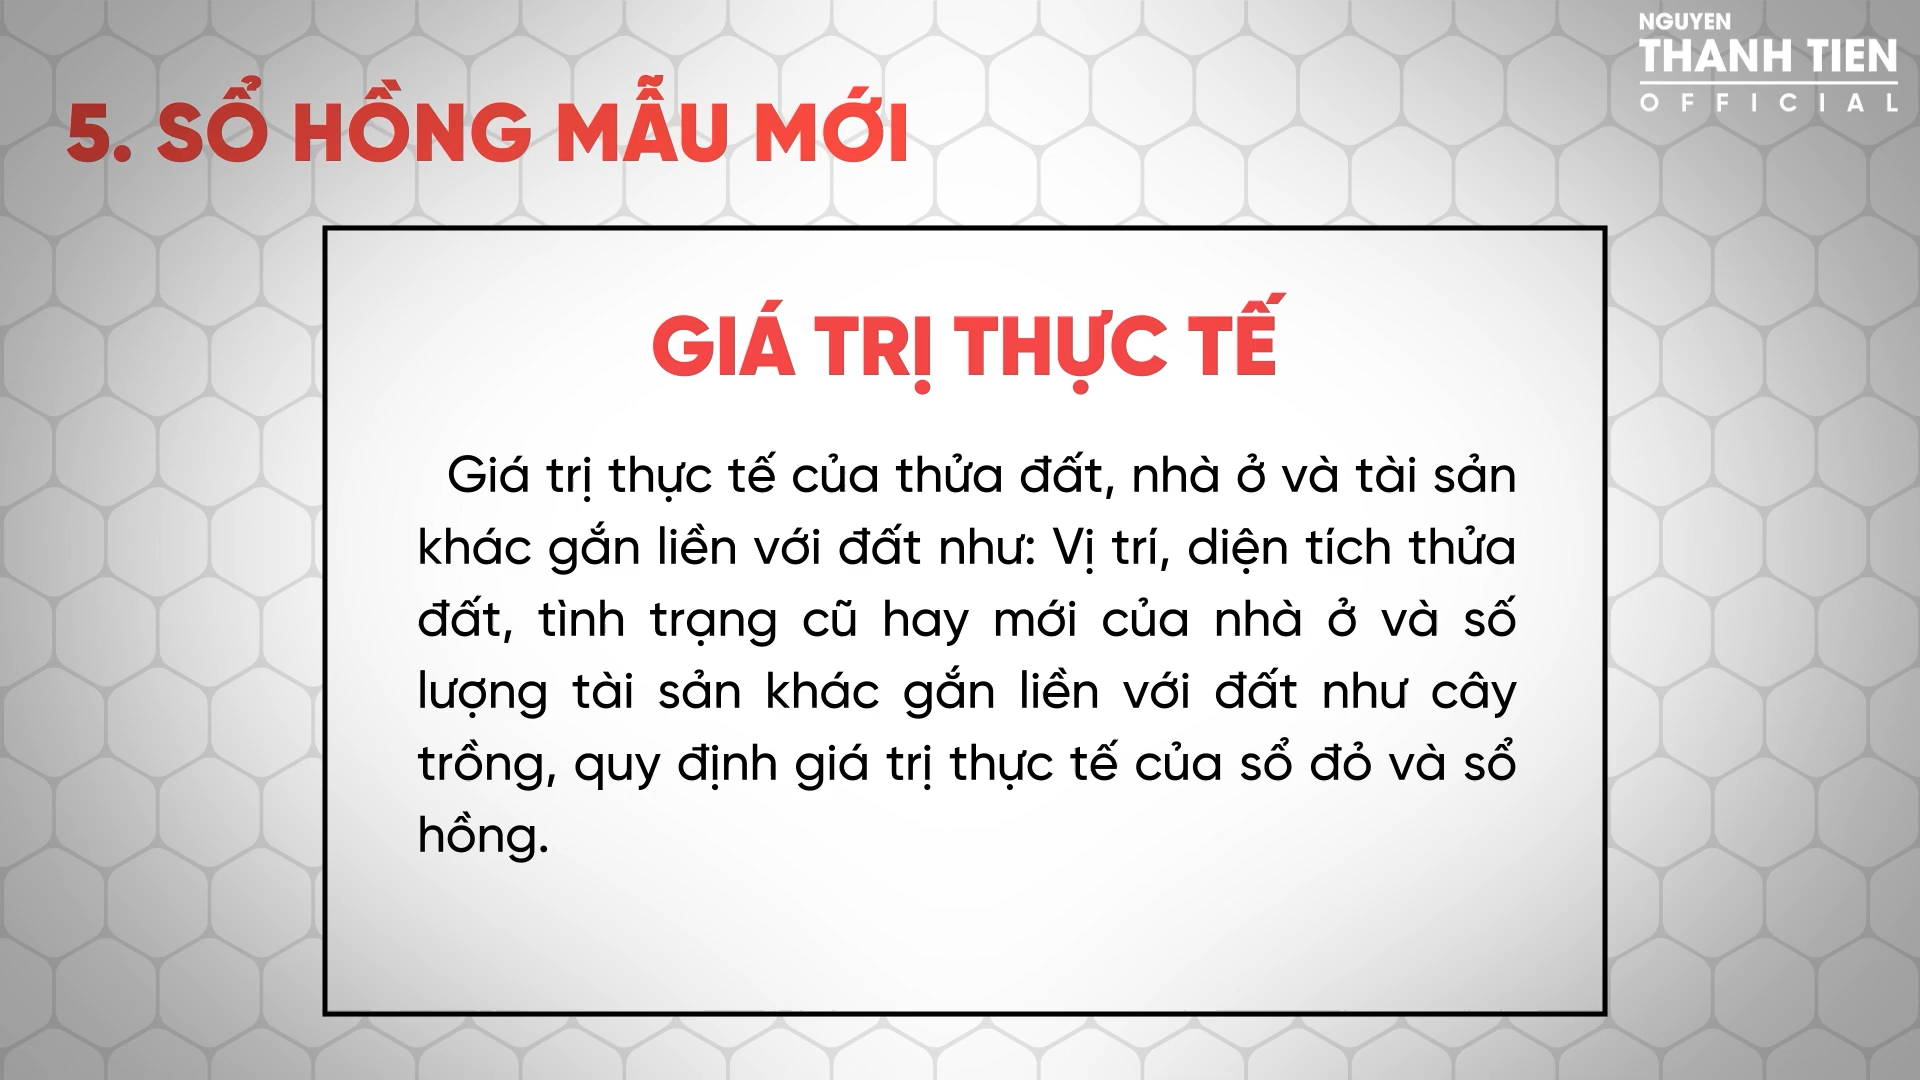 NGUYEN
THANH TIEN
OFFICIAL
5. SỔ HỒNG MẪU MỚI
GIÁ TRỊ THỰC TẾ
Giá trị thực tế của thửa đất, nhà ở và tài sản
khác gắn liền với đất như: Vị trí, diện tích thửa
đất, tình trạng cũ hay mới của nhà ở và số
lượng tài sản khác gắn liền với đất như cây
trồng, quy định giá trị thực tế của sổ đỏ và sổ
hồng.